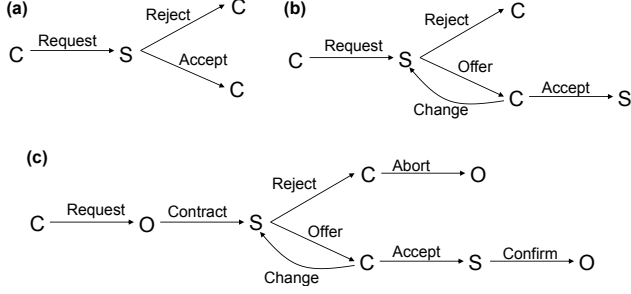 (a)
C Request S Reject C
Accept C
(b)
C Request S Reject C
Offer C Accept S
Change
(c)
C Request O Contract S Reject C Abort O
Offer C Accept S Confirm O
Change